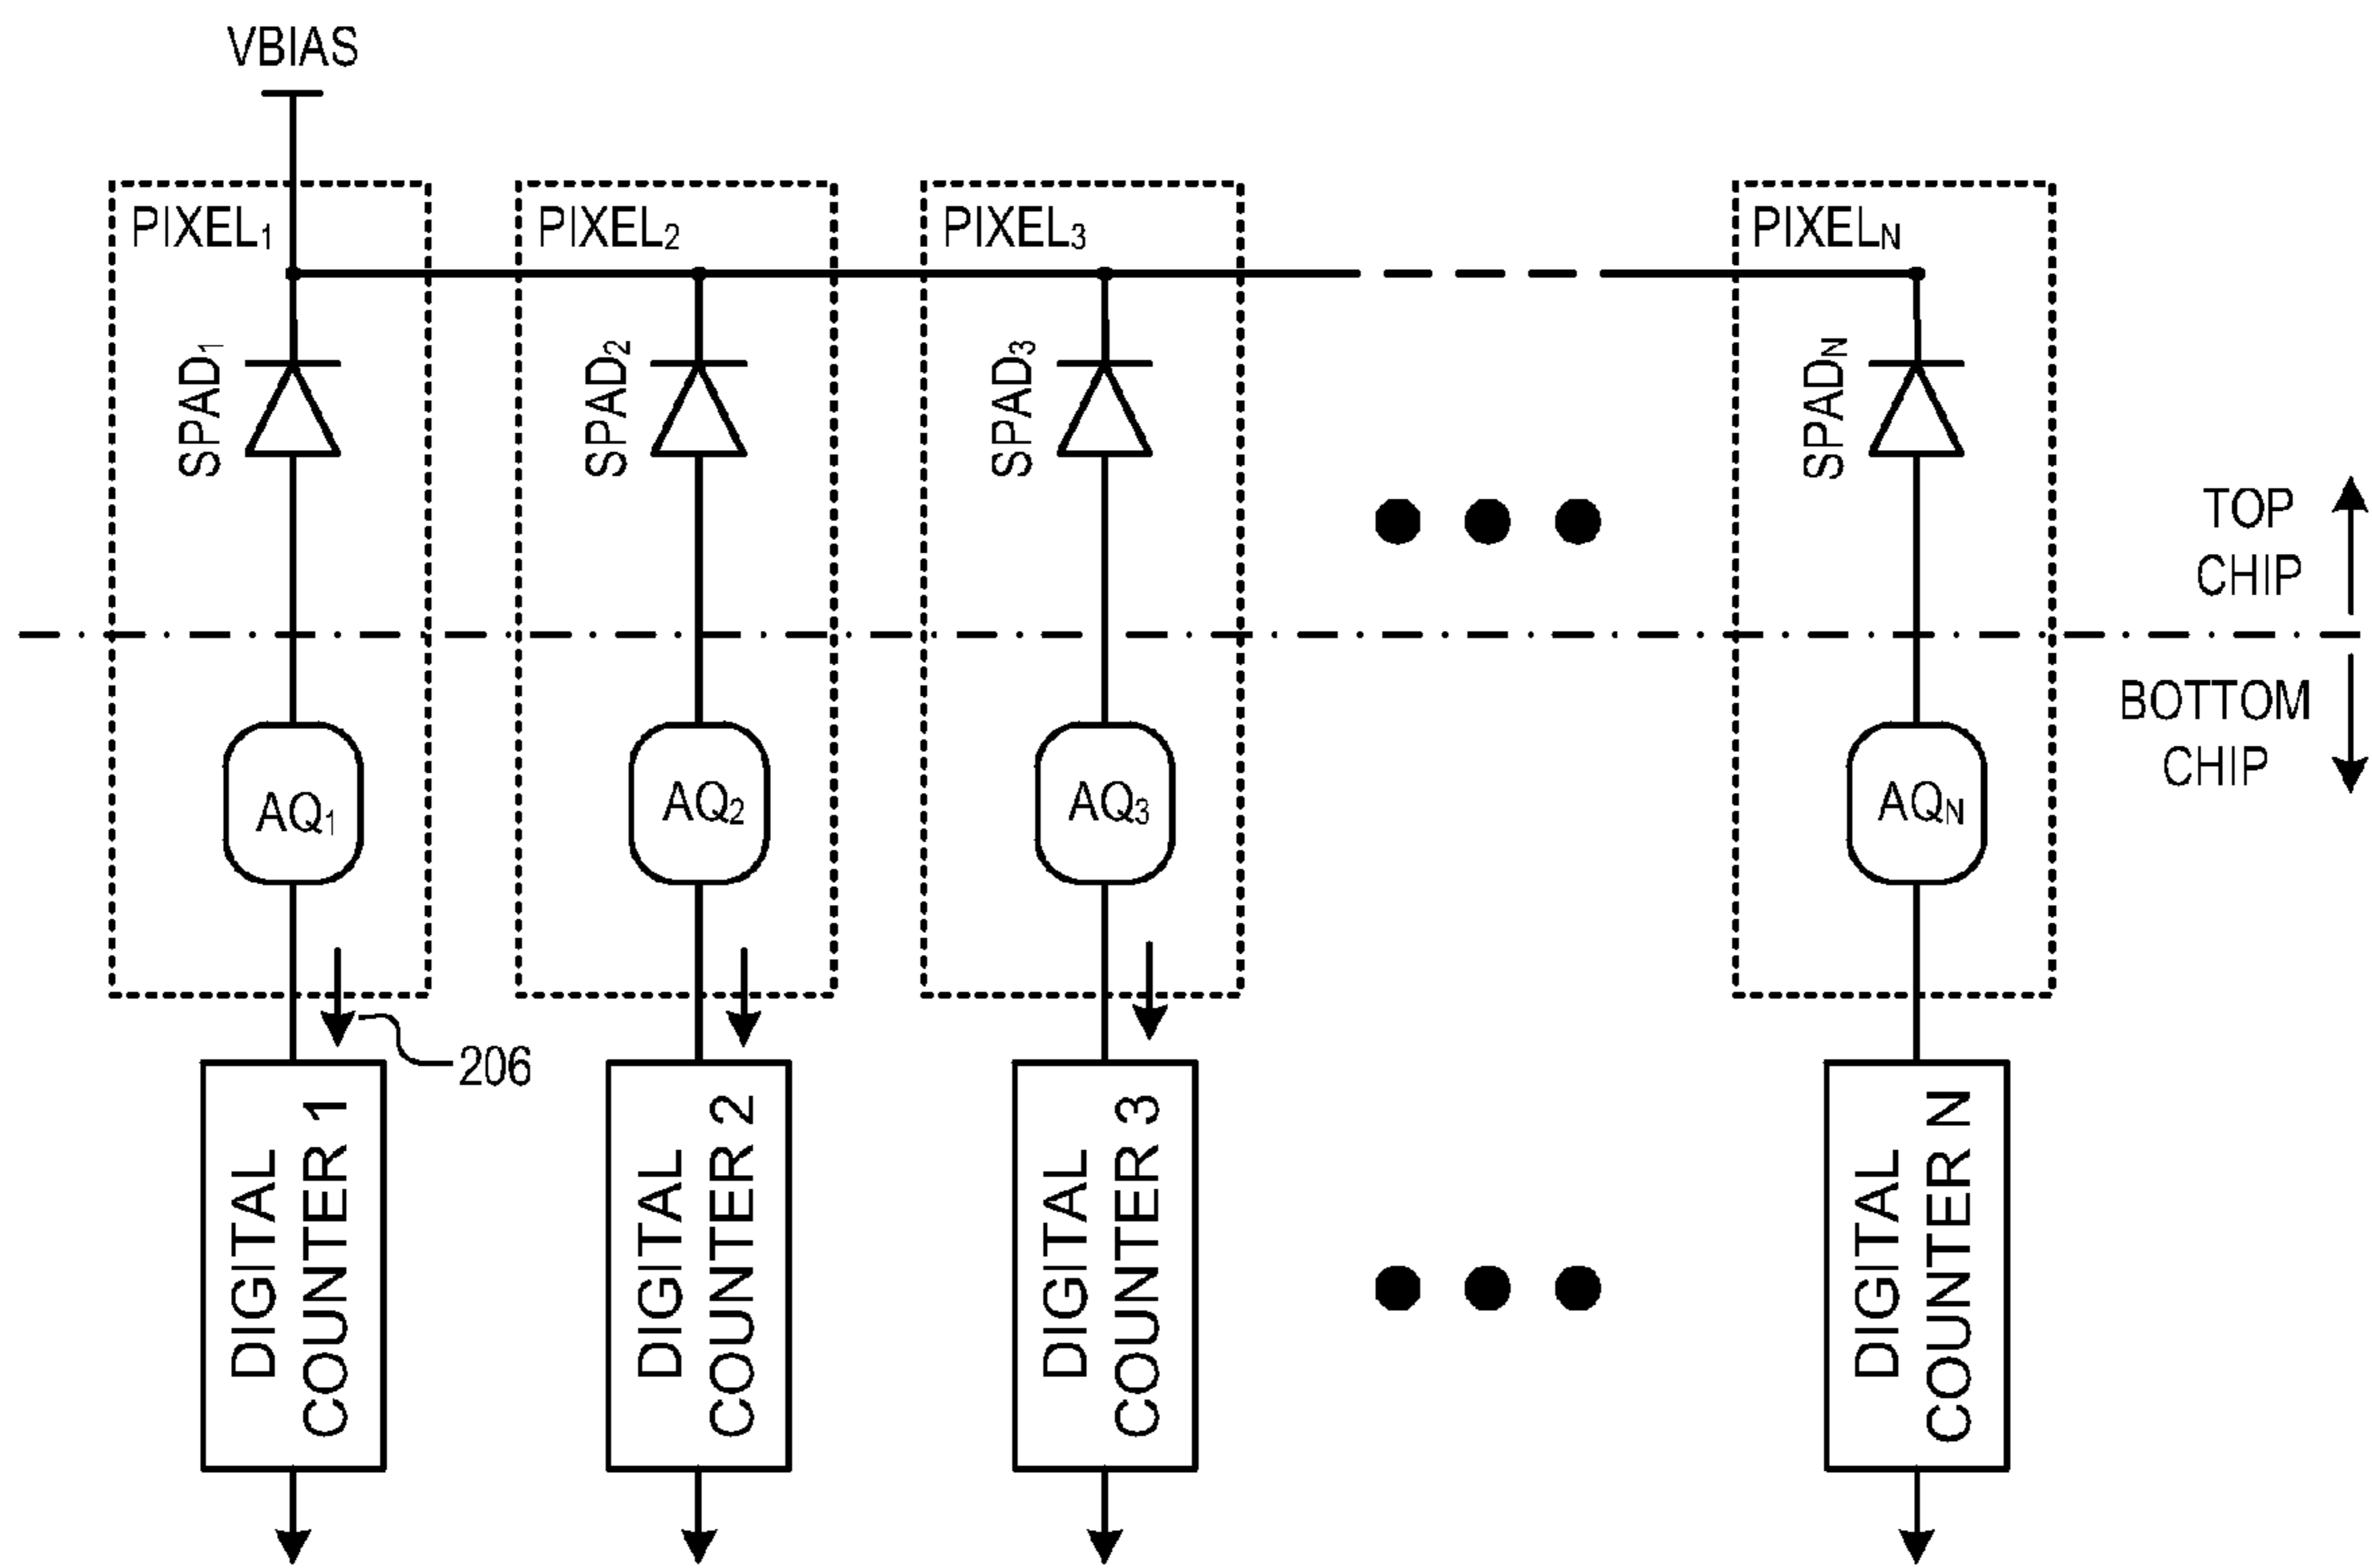 VBIAS
PIXEL₁
PIXEL₂
PIXEL₃
PIXELN
SPAD₁
SPAD₂
SPAD₃
SPADN
TOP
CHIP
BOTTOM
CHIP
AQ₁
AQ₂
AQ₃
AQN
206
DIGITAL
COUNTER 1
DIGITAL
COUNTER 2
DIGITAL
COUNTER 3
DIGITAL
COUNTER N